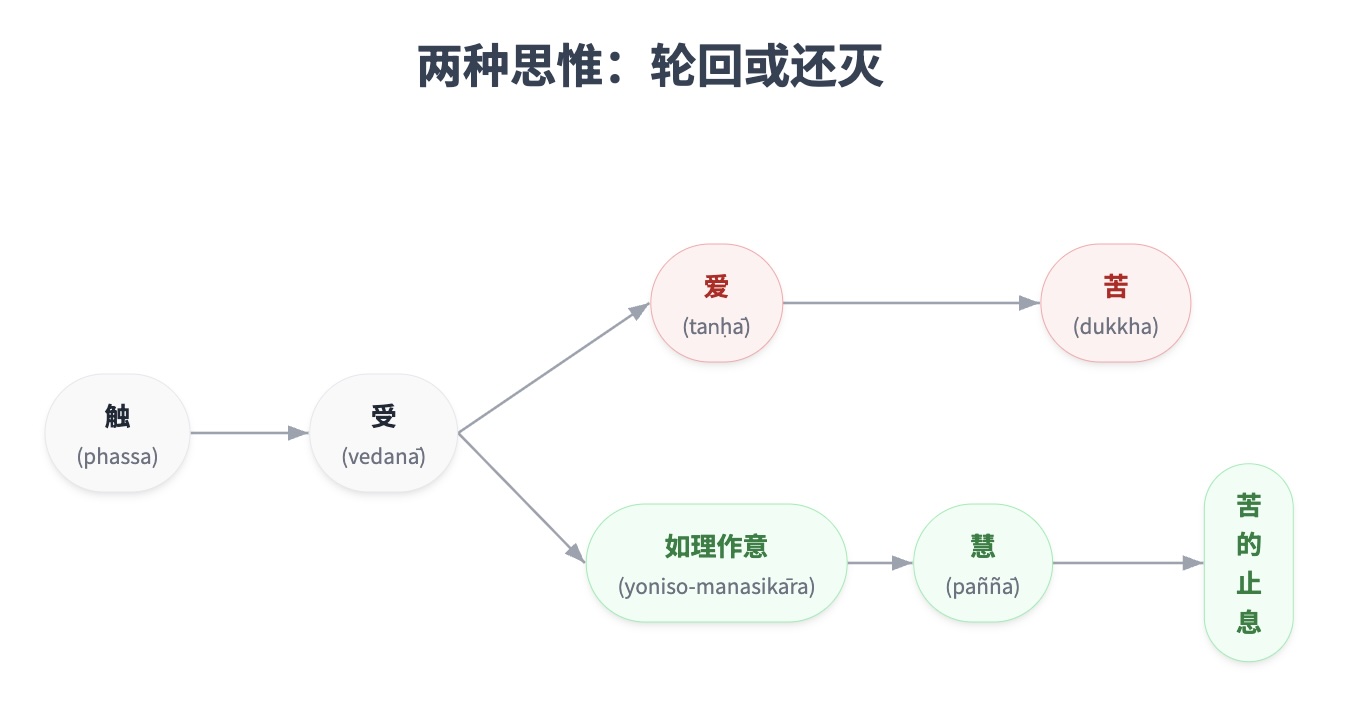 两种思惟：轮回或还灭
爱
(taṇhā)
苦
(dukkha)
触
(phassa)
受
(vedanā)
如理作意
(yoniso-manasikāra)
慧
(paññā)
苦
的
止
息